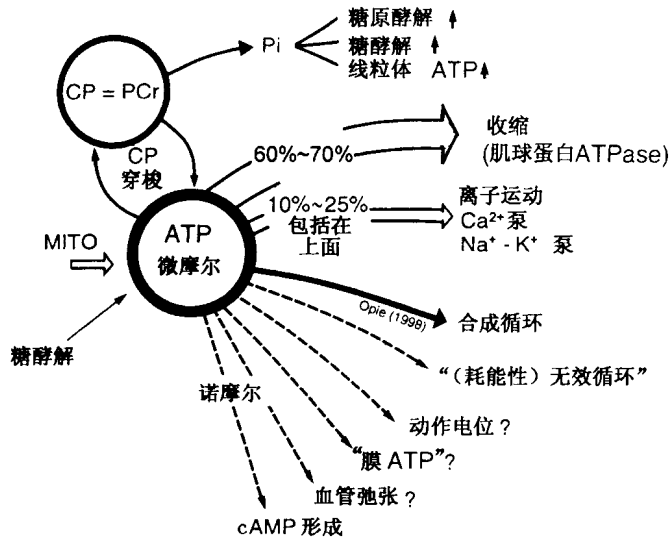 糖原酵解
Pi
糖酵解
线粒体 ATP
CP = PCr
CP
穿梭
60%~70%
收缩
(肌球蛋白ATPase)
10%~25%
包括在
上面
离子运动
Ca²⁺泵
Na⁺ - K⁺ 泵
MITO
ATP
微摩尔
糖酵解
Opie (1998)
合成循环
“（耗能性）无效循环”
诺摩尔
动作电位?
“膜 ATP”?
血管弛张?
cAMP 形成